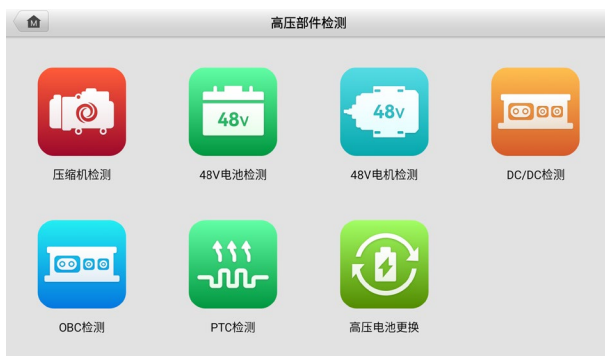 M
高压部件检测
48V
48V
压缩机检测
48V电池检测
48V电机检测
DC/DC检测
OBC检测
PTC检测
高压电池更换